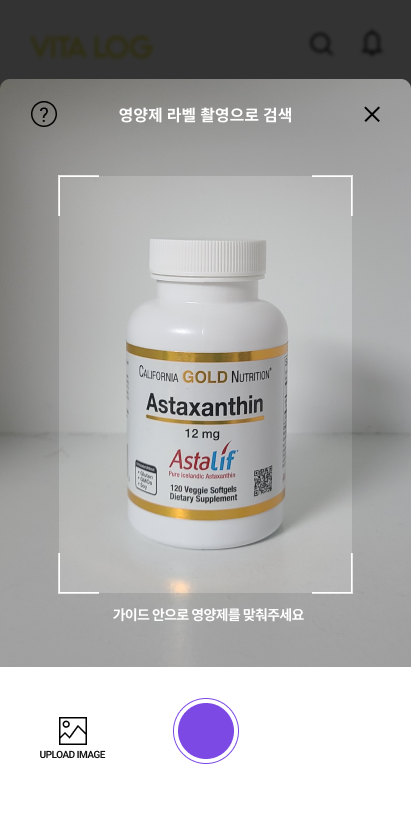 VITA LOG
영양제 라벨 촬영으로 검색
CALIFORNIA GOLD NUTRITION®
Astaxanthin
12 mg
Astalif™
Pure Icelandic Astaxanthin
120 Veggie Softgels
Dietary Supplement
가이드 안으로 영양제를 맞춰주세요
UPLOAD IMAGE